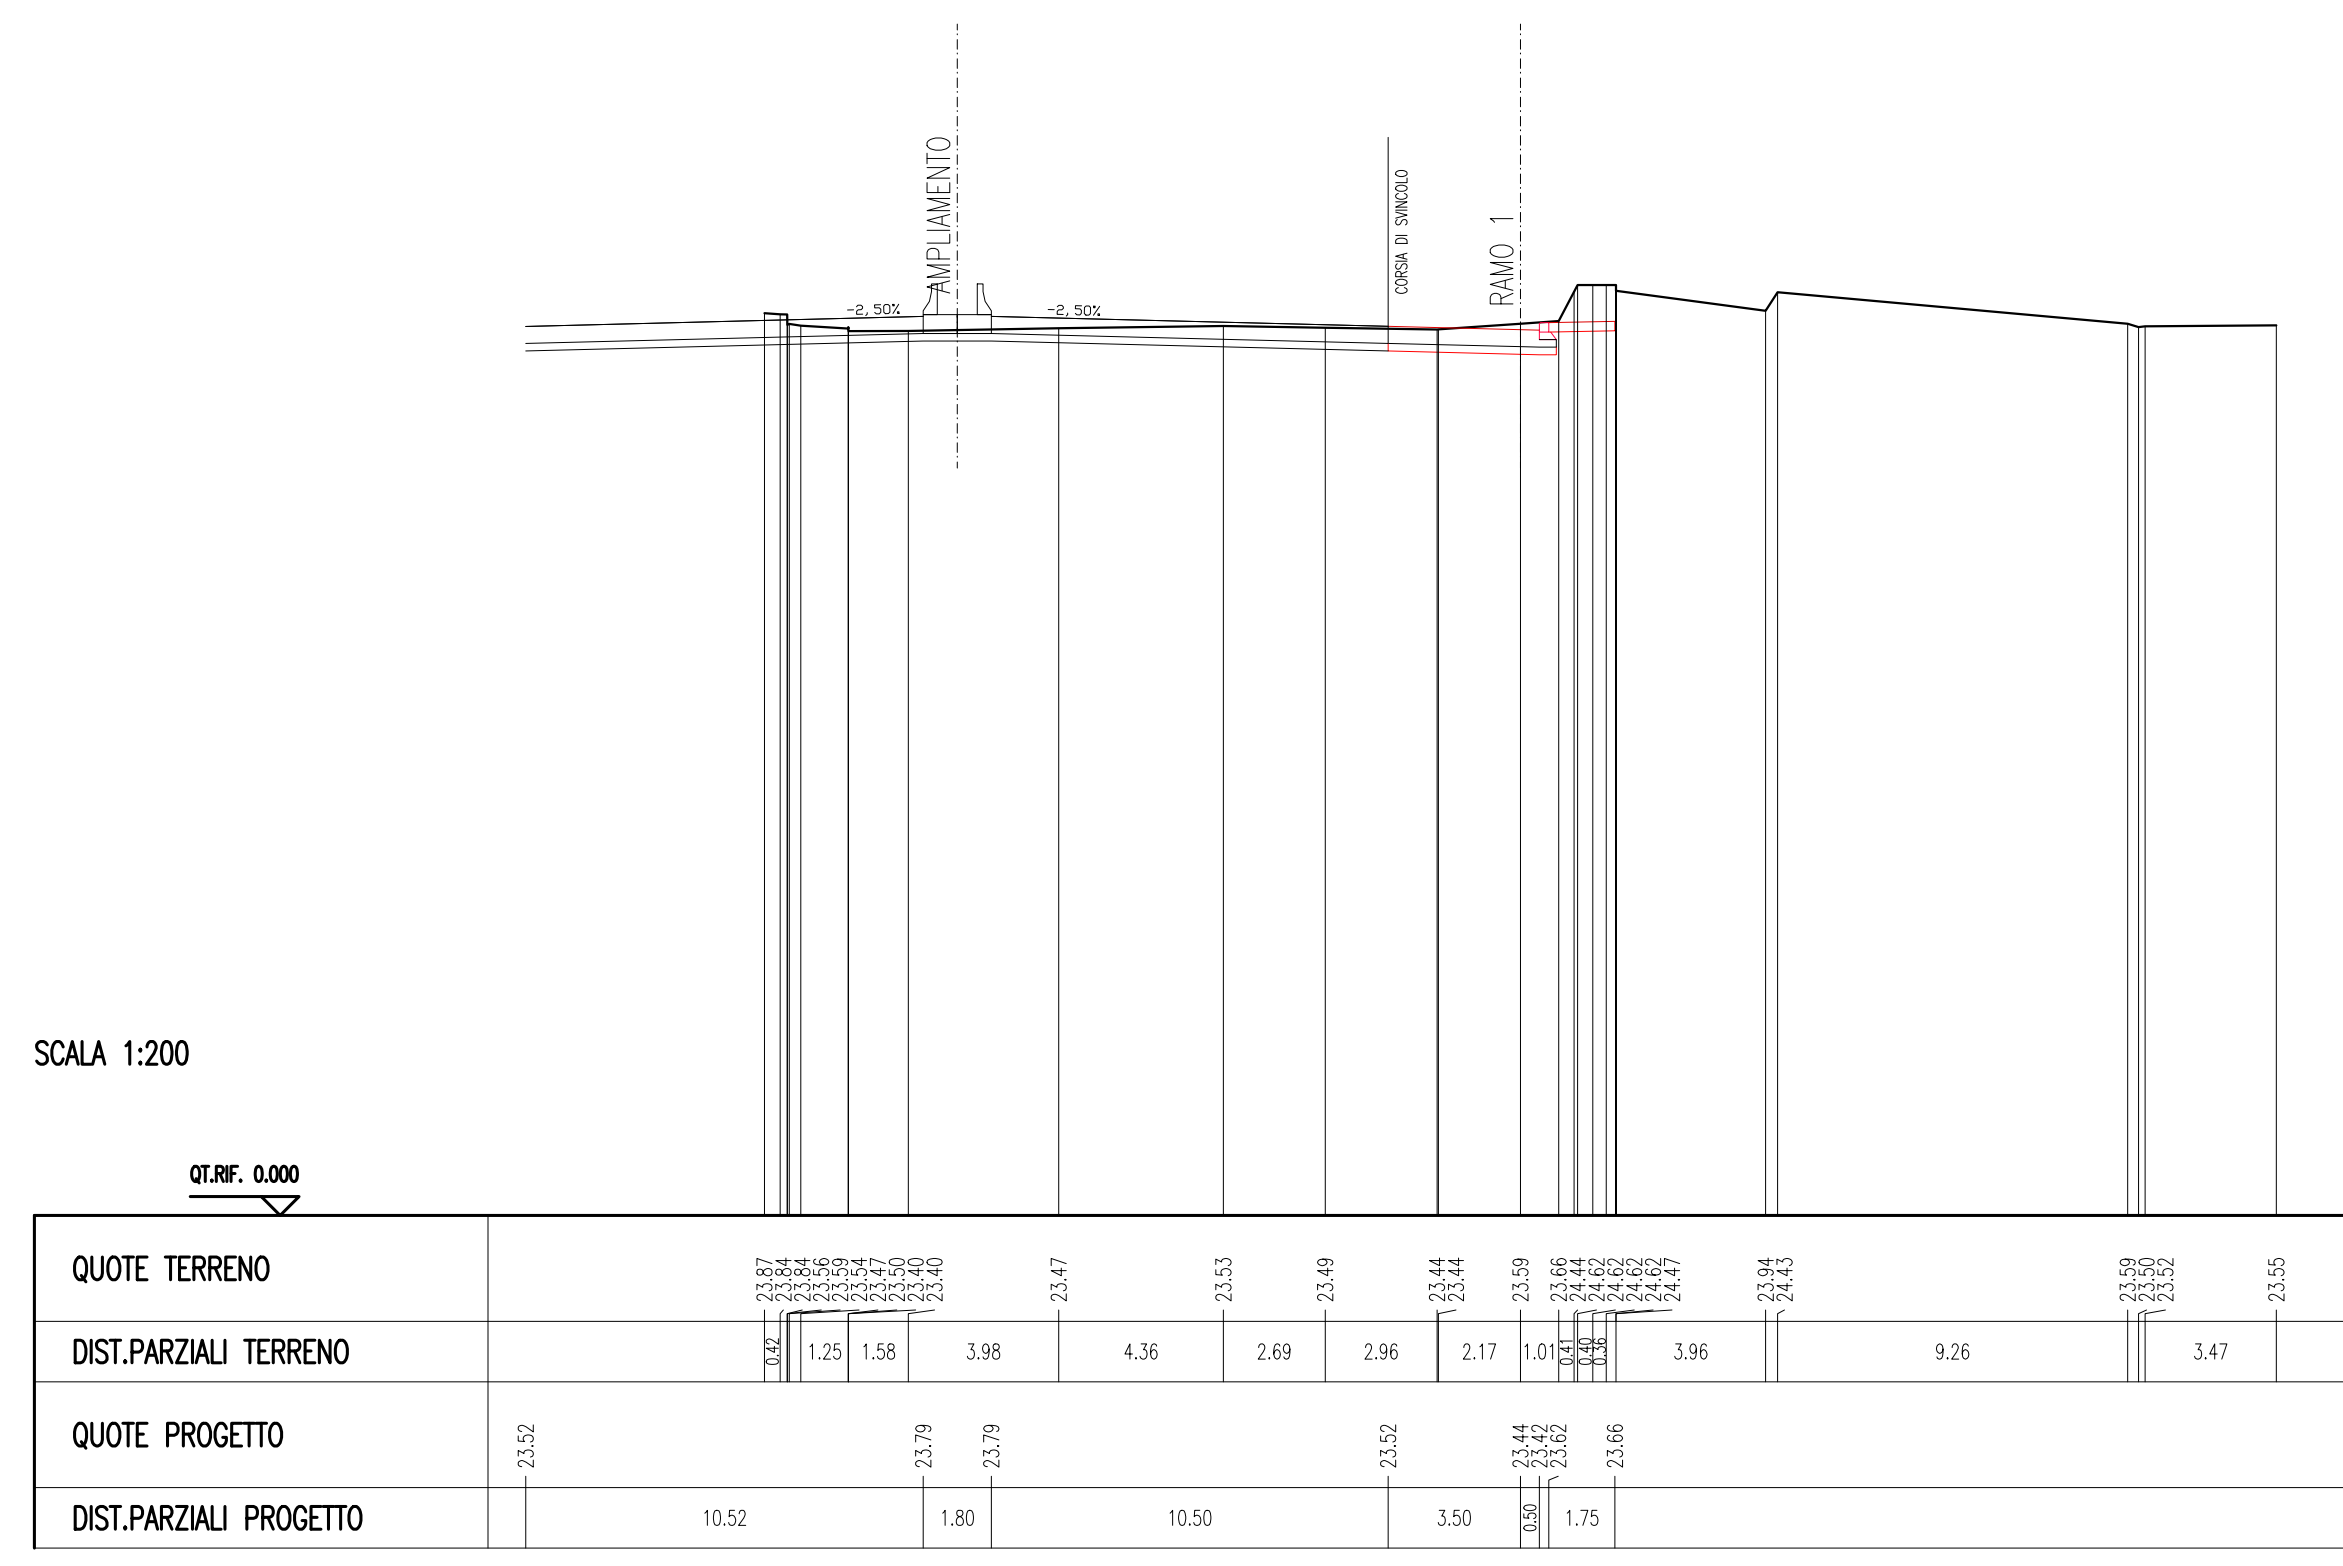 AMPLIAMENTO
CORSIA DI SVINCOLO
RAMO 1
-2,50%
-2,50%
SCALA 1:200
QT.RIF. 0.000
QUOTE TERRENO
23.87 23.84 23.84 23.56 23.59 23.54 23.47 23.50 23.40 23.40 23.47 23.53 23.49 23.44 23.44 23.59 23.66 24.44 24.62 24.62 24.62 24.62 24.47 23.94 24.43 23.59 23.50 23.52 23.55
DIST.PARZIALI TERRENO
0.42 1.25 1.58 3.98 4.36 2.69 2.96 2.17 1.01 0.41 0.40 0.36 3.96 9.26 3.47
QUOTE PROGETTO
23.52 23.79 23.79 23.52 23.44 23.42 23.62 23.66
DIST.PARZIALI PROGETTO
10.52 1.80 10.50 3.50 0.50 1.75